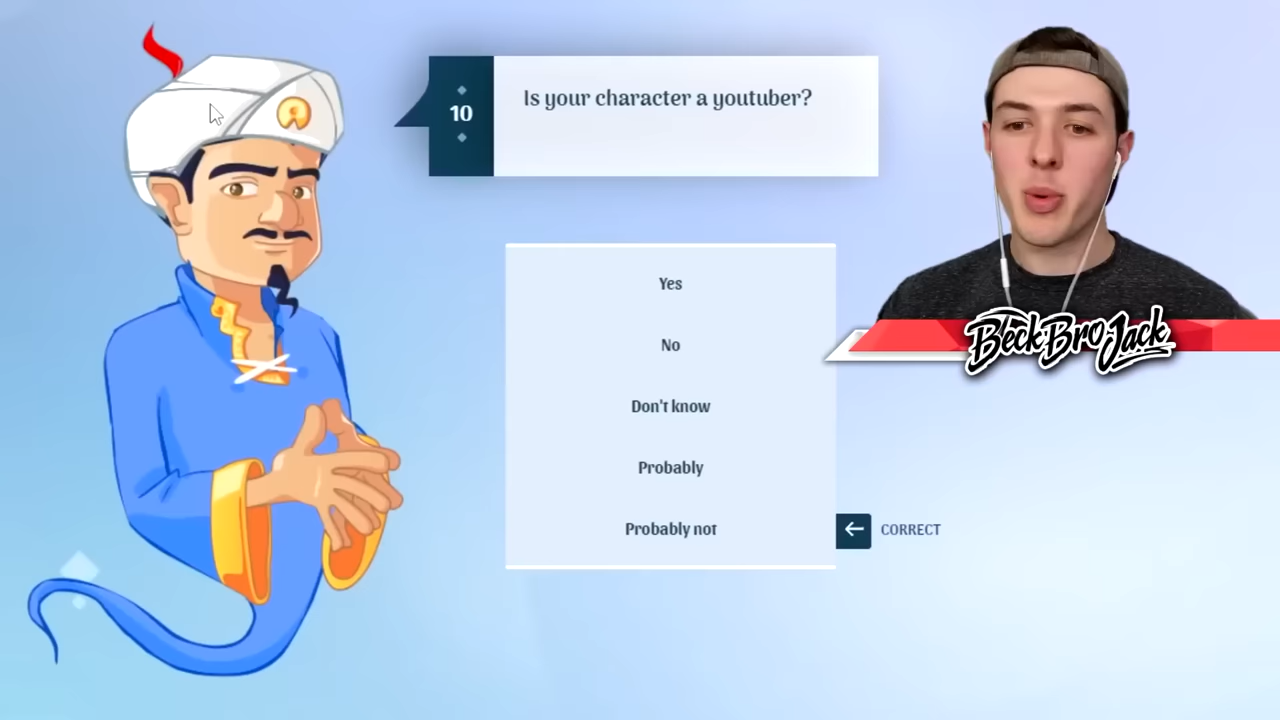 10
Is your character a youtuber?
Yes
No
Don't know
Probably
Probably not
CORRECT
BeckBroJack